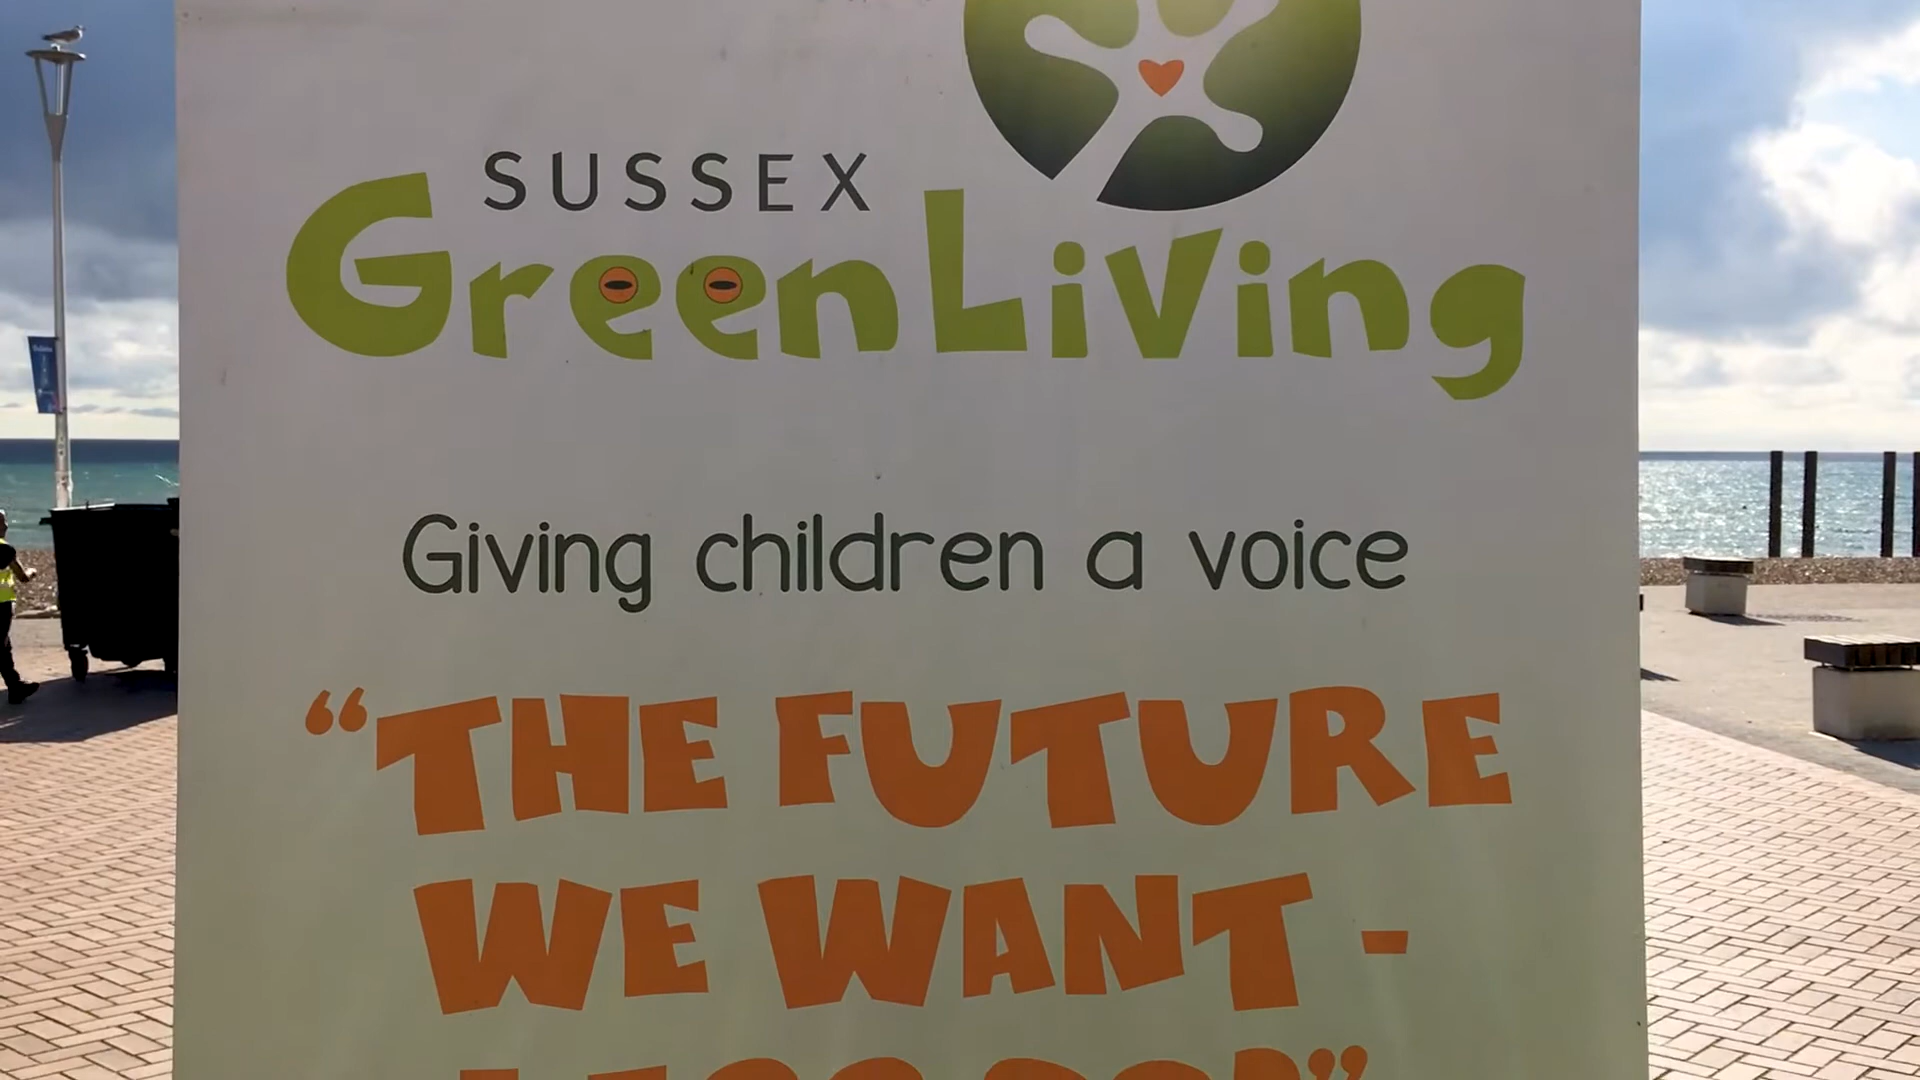 SUSSEX
GreenLiving
Giving children a voice
“THE FUTURE
WE WANT -